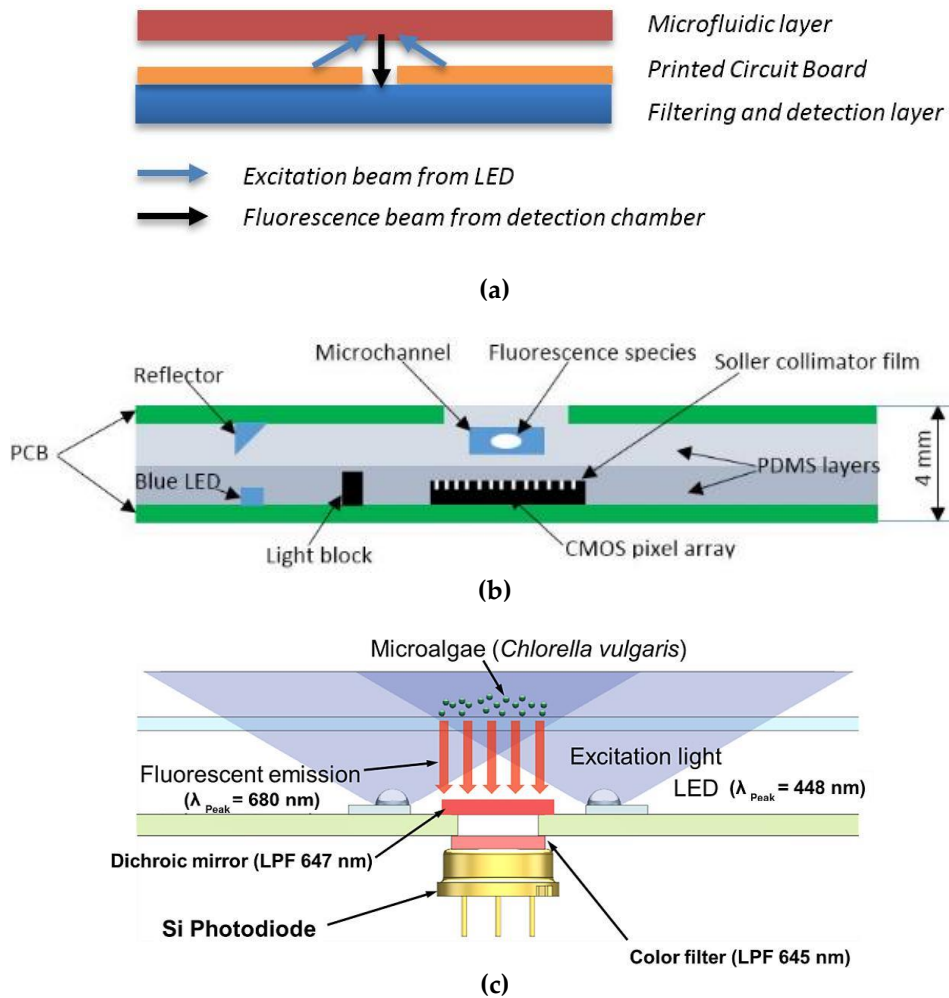 Microfluidic layer
Printed Circuit Board
Filtering and detection layer
Excitation beam from LED
Fluorescence beam from detection chamber
(a)
Microchannel
Fluorescence species
Soller collimator film
Reflector
PCB
PDMS layers
4 mm
Blue LED
Light block
CMOS pixel array
(b)
Microalgae (Chlorella vulgaris)
Fluorescent emission
(λ Peak = 680 nm)
Excitation light
LED (λ Peak = 448 nm)
Dichroic mirror (LPF 647 nm)
Si Photodiode
Color filter (LPF 645 nm)
(c)